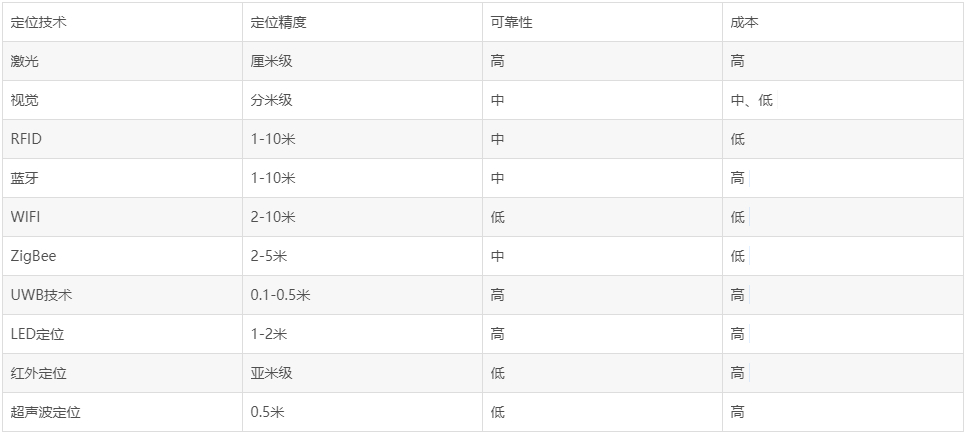 定位技术 定位精度 可靠性 成本
激光 厘米级 高 高
视觉 分米级 中 中、低
RFID 1-10米 中 低
蓝牙 1-10米 中 高
WIFI 2-10米 低 低
ZigBee 2-5米 中 低
UWB技术 0.1-0.5米 高 高
LED定位 1-2米 高 高
红外定位 亚米级 低 高
超声波定位 0.5米 低 高